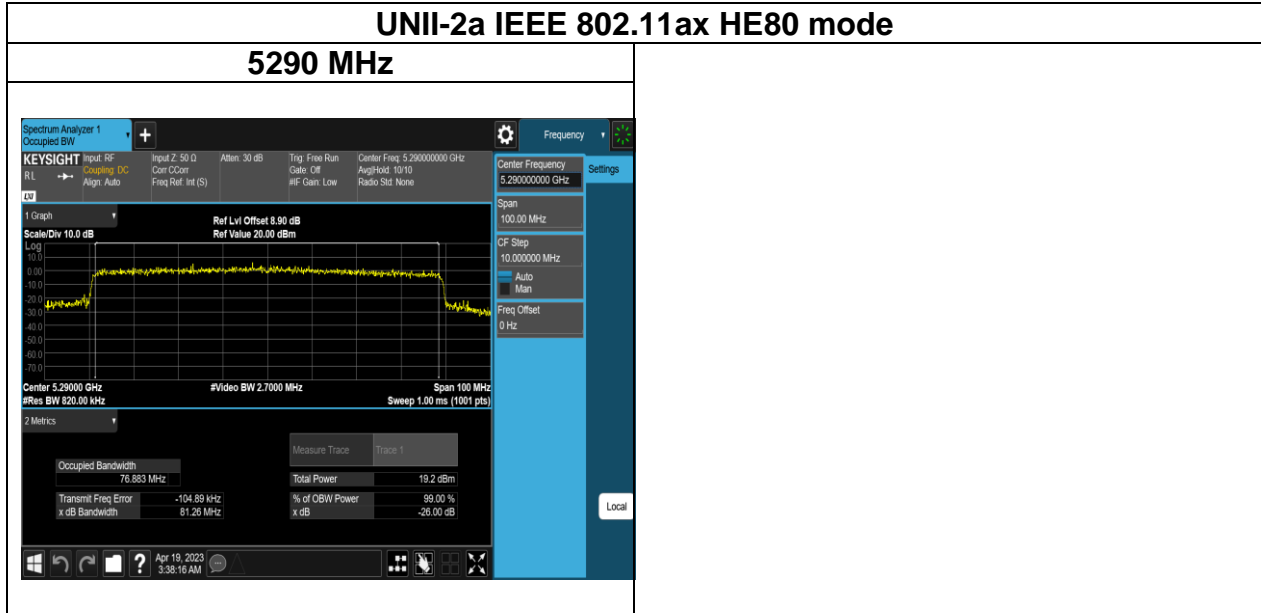 UNII-2a IEEE 802.11ax HE80 mode
5290 MHz
Spectrum Analyzer 1
Occupied BW
+
Frequency
KEYSIGHT Input: RF Input Z: 50 Ω Atten: 30 dB Trig: Free Run Center Freq: 5.290000000 GHz
RL Coupling: DC Corr CCorr Gate: Off Avg|Hold: 10/10
Align: Auto Freq Ref: Int (S) #IF Gain: Low Radio Std: None
LXI
Center Frequency
5.290000000 GHz
Settings
Span
100.00 MHz
CF Step
10.000000 MHz
Auto
Man
Freq Offset
0 Hz
Local
1 Graph
Ref Lvl Offset 8.90 dB
Scale/Div 10.0 dB Ref Value 20.00 dBm
Log
10.0
0.00
-10.0
-20.0
-30.0
-40.0
-50.0
-60.0
-70.0
Center 5.29000 GHz #Video BW 2.7000 MHz Span 100 MHz
#Res BW 820.00 kHz Sweep 1.00 ms (1001 pts)
2 Metrics
Measure Trace Trace 1
Occupied Bandwidth
76.883 MHz
Total Power 19.2 dBm
Transmit Freq Error -104.89 kHz % of OBW Power 99.00 %
x dB Bandwidth 81.26 MHz x dB -26.00 dB
? Apr 19, 2023
3:38:16 AM